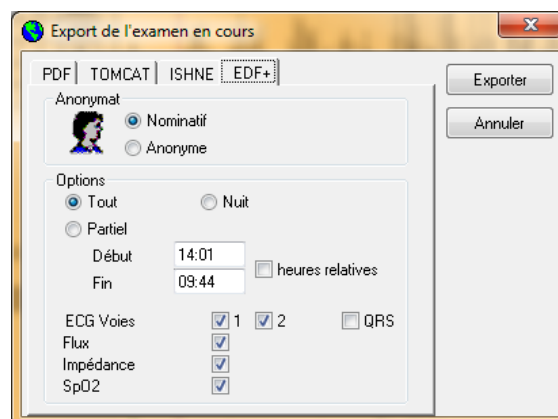 Export de l'examen en cours
PDF TOMCAT ISHNE EDF+
Exporter
Annuler
Anonymat
Nominatif
Anonyme
Options
Tout Nuit
Partiel
Début 14:01
heures relatives
Fin 09:44
ECG Voies 1 2 QRS
Flux
Impédance
SpO2